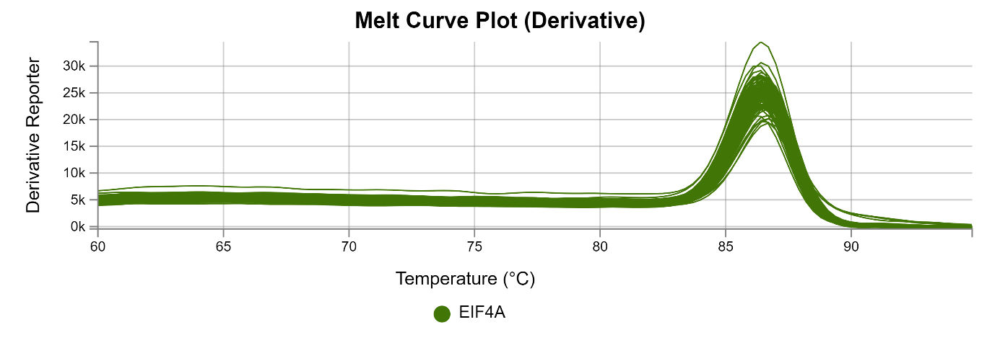 Melt Curve Plot (Derivative)
Derivative Reporter
30k
25k
20k
15k
10k
5k
0k
60 65 70 75 80 85 90
Temperature (°C)
EIF4A